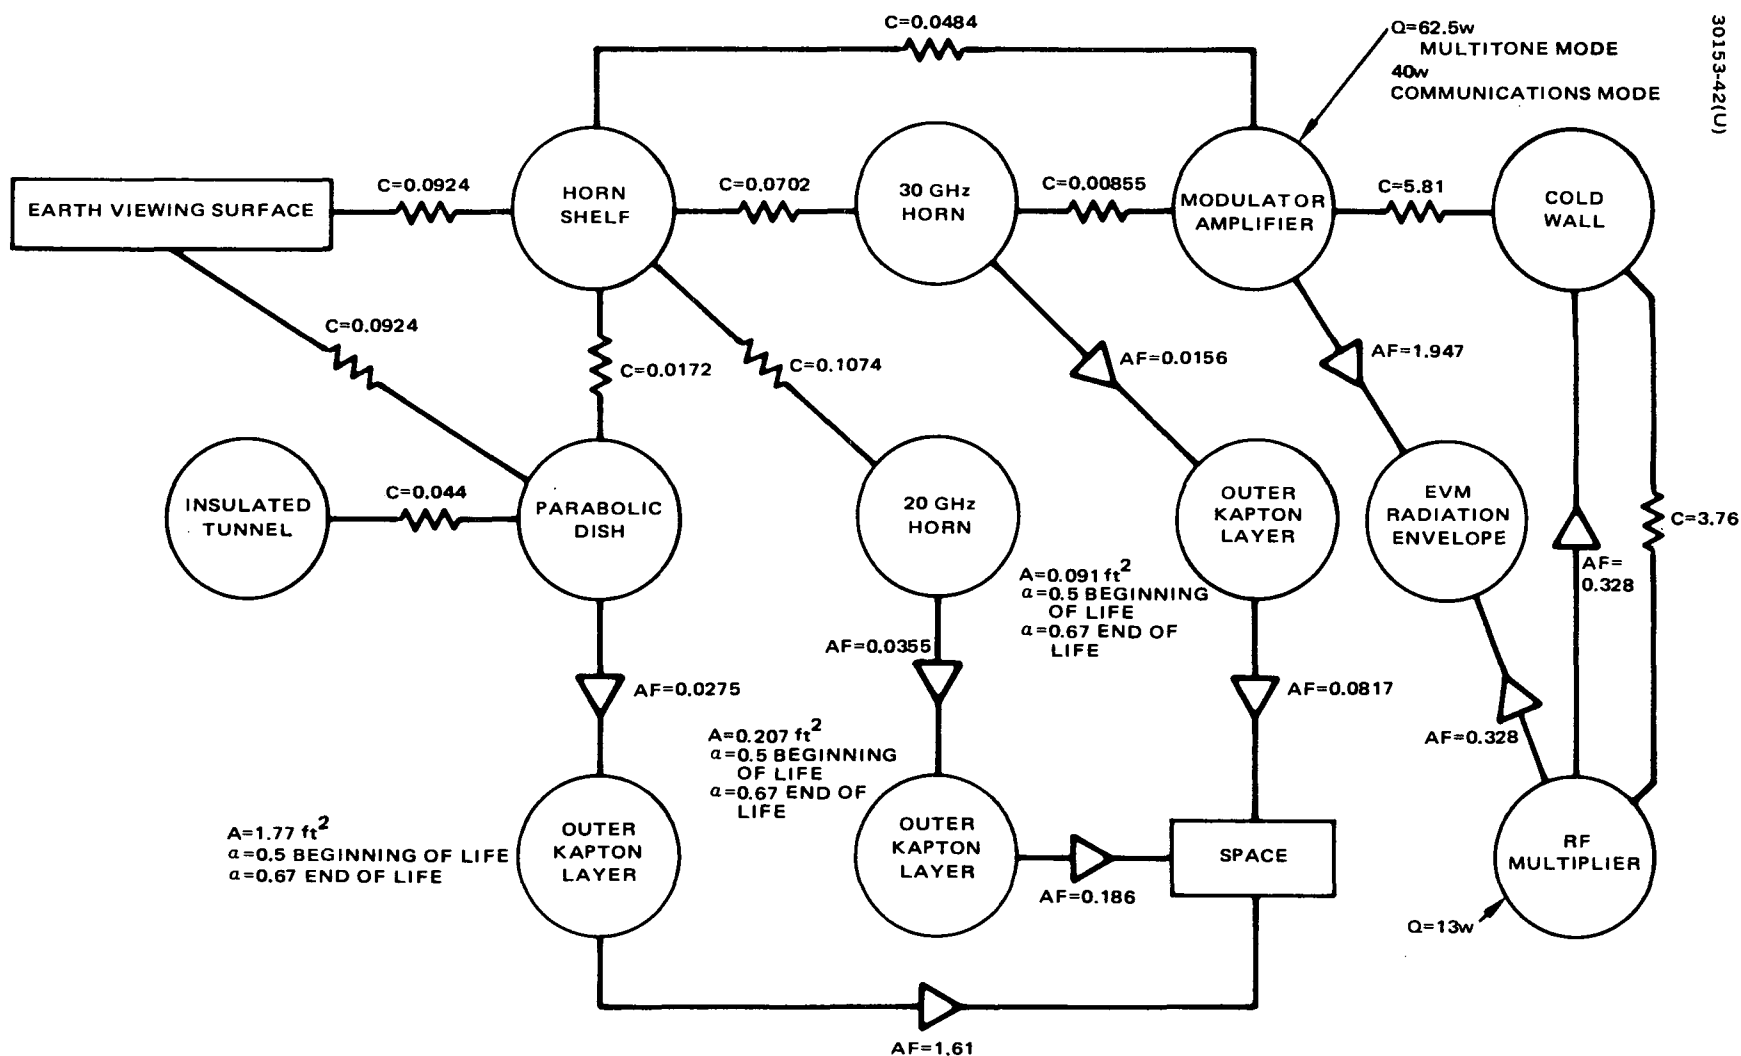 C=0.0484
Q=62.5w
MULTITONE MODE
40w
COMMUNICATIONS MODE
30153-42(U)
EARTH VIEWING SURFACE
C=0.0924
HORN
SHELF
C=0.0702
30 GHz
HORN
C=0.00855
MODULATOR
AMPLIFIER
C=5.81
COLD
WALL
C=0.0924
C=0.0172
C=0.1074
AF=0.0156
AF=1.947
INSULATED
TUNNEL
C=0.044
PARABOLIC
DISH
20 GHz
HORN
OUTER
KAPTON
LAYER
EVM
RADIATION
ENVELOPE
C=3.76
AF=
0.328
A=0.091 ft²
α=0.5 BEGINNING
OF LIFE
α=0.67 END OF
LIFE
AF=0.0275
AF=0.0355
AF=0.0817
AF=0.328
A=0.207 ft²
α=0.5 BEGINNING
OF LIFE
α=0.67 END OF
LIFE
A=1.77 ft²
α=0.5 BEGINNING OF LIFE
α=0.67 END OF LIFE
OUTER
KAPTON
LAYER
OUTER
KAPTON
LAYER
AF=0.186
SPACE
RF
MULTIPLIER
Q=13w
AF=1.61